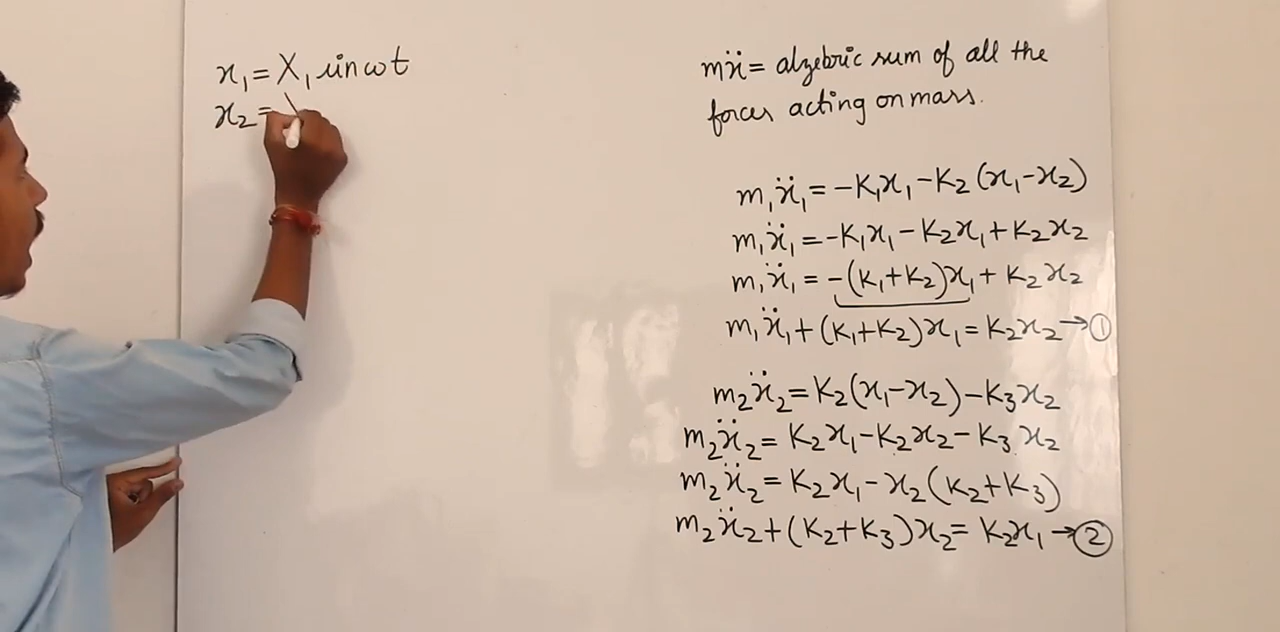 x₁ = X₁ sin ωt
x₂ =
mẍ = algebric sum of all the
forces acting on mass.
m₁ẍ₁ = -K₁x₁ - K₂ (x₁ - x₂)
m₁ẍ₁ = -K₁x₁ - K₂x₁ + K₂x₂
m₁ẍ₁ = -(K₁+K₂)x₁ + K₂x₂
m₁ẍ₁ + (K₁+K₂)x₁ = K₂x₂ → ①
m₂ẍ₂ = K₂(x₁-x₂) - K₃x₂
m₂ẍ₂ = K₂x₁ - K₂x₂ - K₃x₂
m₂ẍ₂ = K₂x₁ - x₂(K₂+K₃)
m₂ẍ₂ + (K₂+K₃)x₂ = K₂x₁ → ②